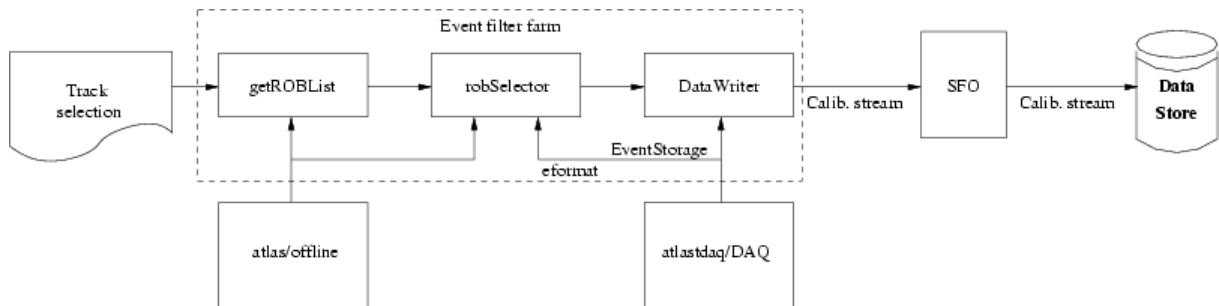 Event filter farm
Track
selection
getROBList
robSelector
DataWriter
Calib. stream
SFO
Calib. stream
Data
Store
EventStorage
eformat
atlas/offline
atlastdaq/DAQ